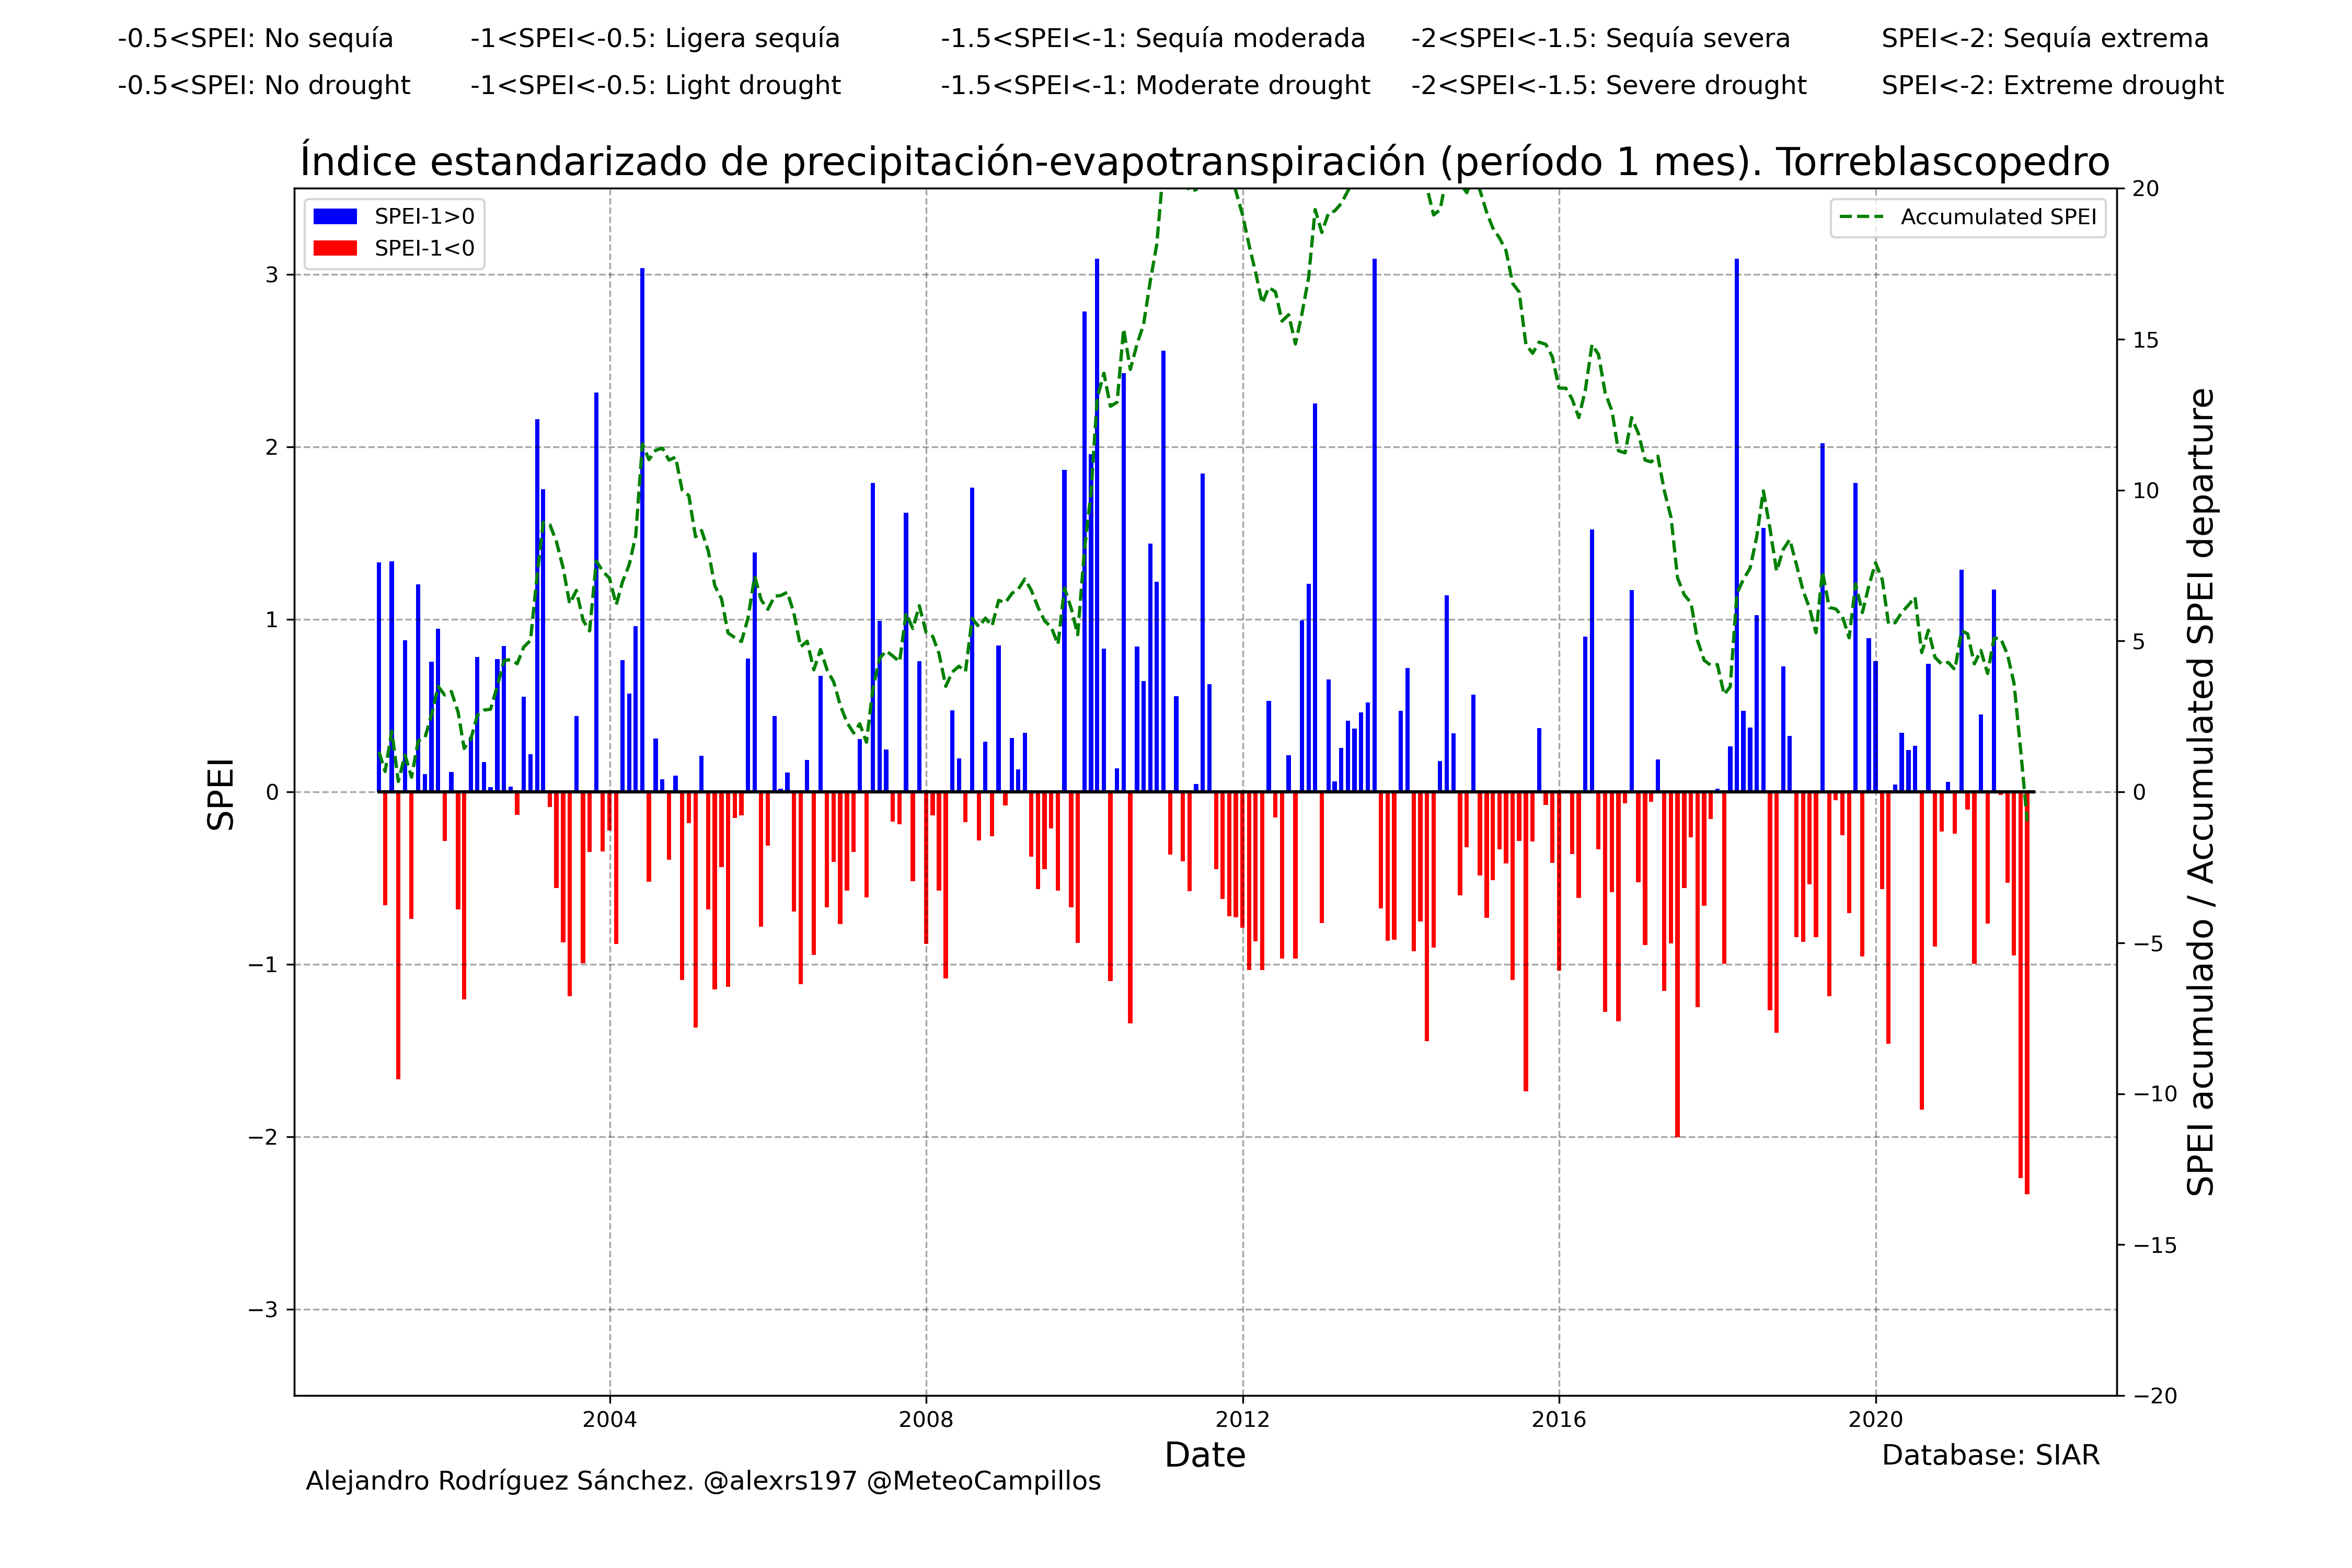 -0.5<SPEI: No sequía
-1<SPEI<-0.5: Ligera sequía
-1.5<SPEI<-1: Sequía moderada
-2<SPEI<-1.5: Sequía severa
SPEI<-2: Sequía extrema
-0.5<SPEI: No drought
-1<SPEI<-0.5: Light drought
-1.5<SPEI<-1: Moderate drought
-2<SPEI<-1.5: Severe drought
SPEI<-2: Extreme drought
Índice estandarizado de precipitación-evapotranspiración (período 1 mes). Torreblascopedro
SPEI-1>0
SPEI-1<0
Accumulated SPEI
SPEI
3
2
1
0
−1
−2
−3
20
15
10
5
0
−5
−10
−15
−20
SPEI acumulado / Accumulated SPEI departure
2004
2008
2012
2016
2020
Date
Database: SIAR
Alejandro Rodríguez Sánchez. @alexrs197 @MeteoCampillos